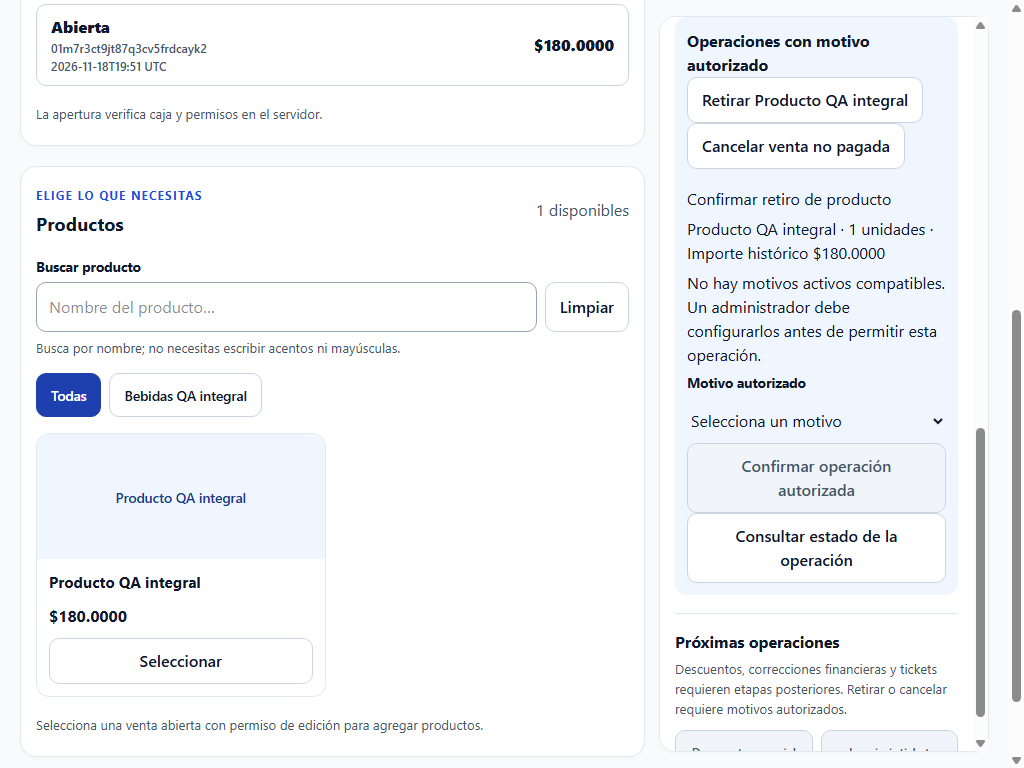 Abierta
01m7r3ct9jt87q3cv5frdcayk2
2026-11-18T19:51 UTC
$180.0000
La apertura verifica caja y permisos en el servidor.
ELIGE LO QUE NECESITAS
Productos
1 disponibles
Buscar producto
Nombre del producto...
Limpiar
Busca por nombre; no necesitas escribir acentos ni mayúsculas.
Todas
Bebidas QA integral
Producto QA integral
Producto QA integral
$180.0000
Seleccionar
Selecciona una venta abierta con permiso de edición para agregar productos.
Operaciones con motivo
autorizado
Retirar Producto QA integral
Cancelar venta no pagada
Confirmar retiro de producto
Producto QA integral · 1 unidades ·
Importe histórico $180.0000
No hay motivos activos compatibles.
Un administrador debe
configurarlos antes de permitir esta
operación.
Motivo autorizado
Selecciona un motivo
Confirmar operación
autorizada
Consultar estado de la
operación
Próximas operaciones
Descuentos, correcciones financieras y tickets
requieren etapas posteriores. Retirar o cancelar
requiere motivos autorizados.